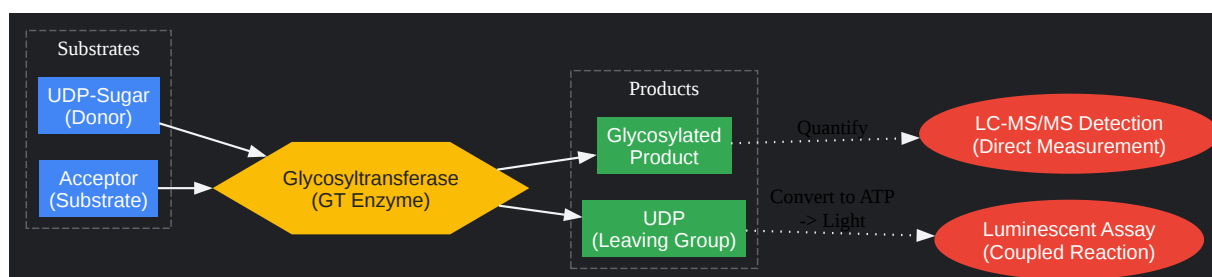 Substrates
UDP-Sugar
(Donor)
Acceptor
(Substrate)
Glycosyltransferase
(GT Enzyme)
Products
Glycosylated
Product
UDP
(Leaving Group)
Quantify
Convert to ATP
-> Light
LC-MS/MS Detection
(Direct Measurement)
Luminescent Assay
(Coupled Reaction)